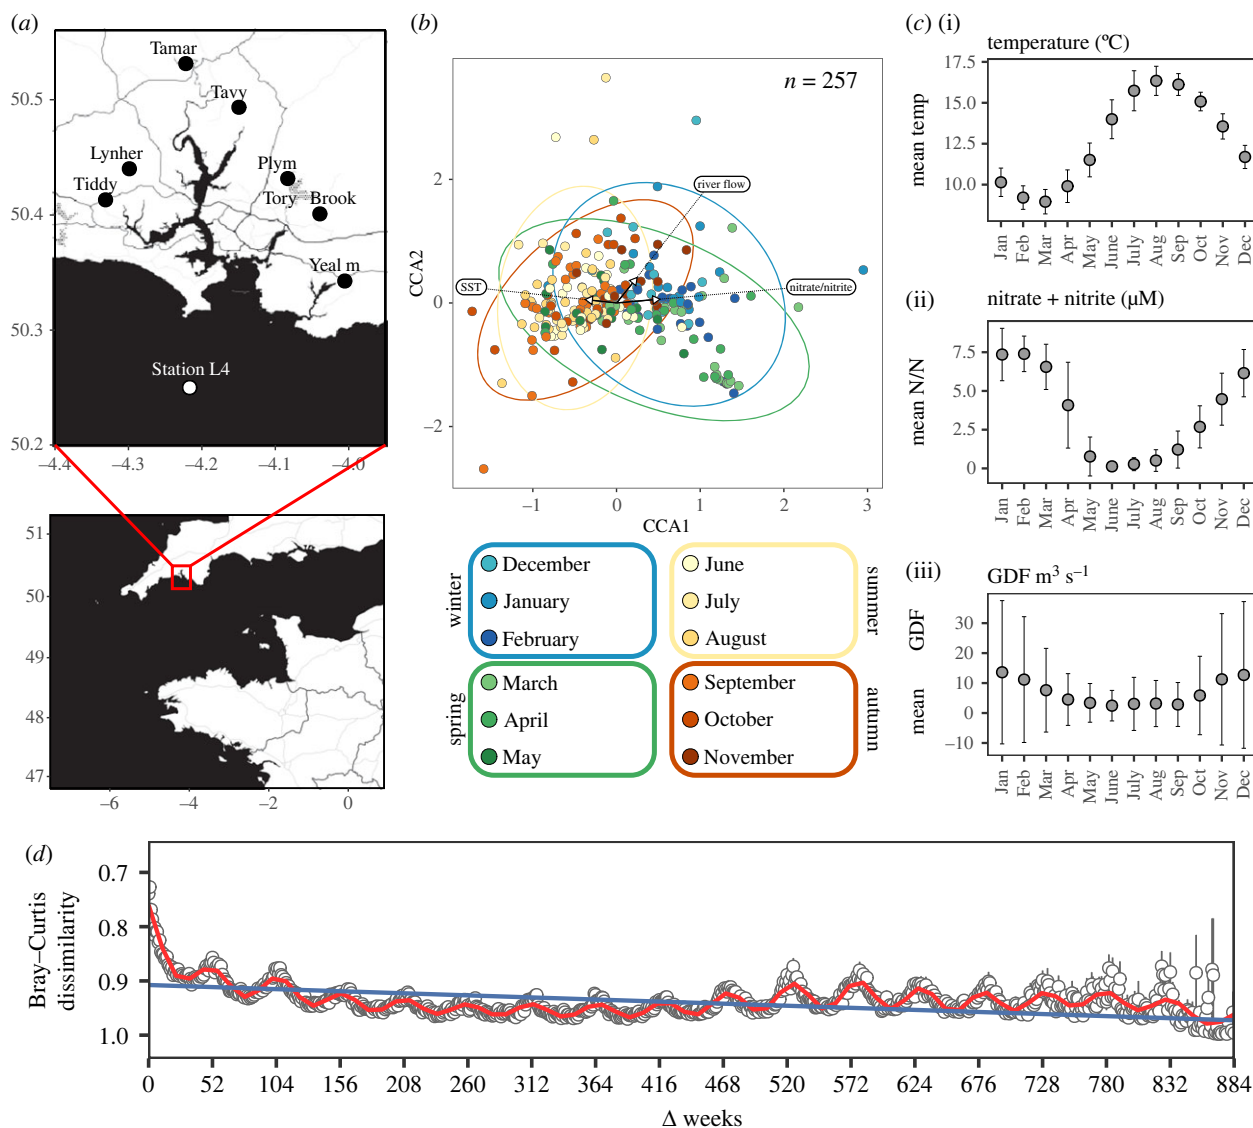 (a)
Tamar
Tavy
Lynher
Plym
Tiddy
Tory Brook
Yeal m
Station L4
50.5
50.4
50.3
50.2
−4.4 −4.3 −4.2 −4.1 −4.0
51
50
49
48
47
−6 −4 −2 0
(b)
n = 257
river flow
SST
nitrate/nitrite
CCA2
2
0
−2
−1 0 1 2 3
CCA1
winter
December
January
February
summer
June
July
August
spring
March
April
May
autumn
September
October
November
(c) (i)
temperature (ºC)
mean temp
17.5
15.0
12.5
10.0
Jan Feb Mar Apr May June July Aug Sep Oct Nov Dec
(ii)
nitrate + nitrite (µM)
mean N/N
7.5
5.0
2.5
0
Jan Feb Mar Apr May June July Aug Sep Oct Nov Dec
(iii)
GDF m³ s⁻¹
mean GDF
30
20
10
0
−10
Jan Feb Mar Apr May June July Aug Sep Oct Nov Dec
(d)
Bray–Curtis
dissimilarity
0.7
0.8
0.9
1.0
0 52 104 156 208 260 312 364 416 468 520 572 624 676 728 780 832 884
Δ weeks